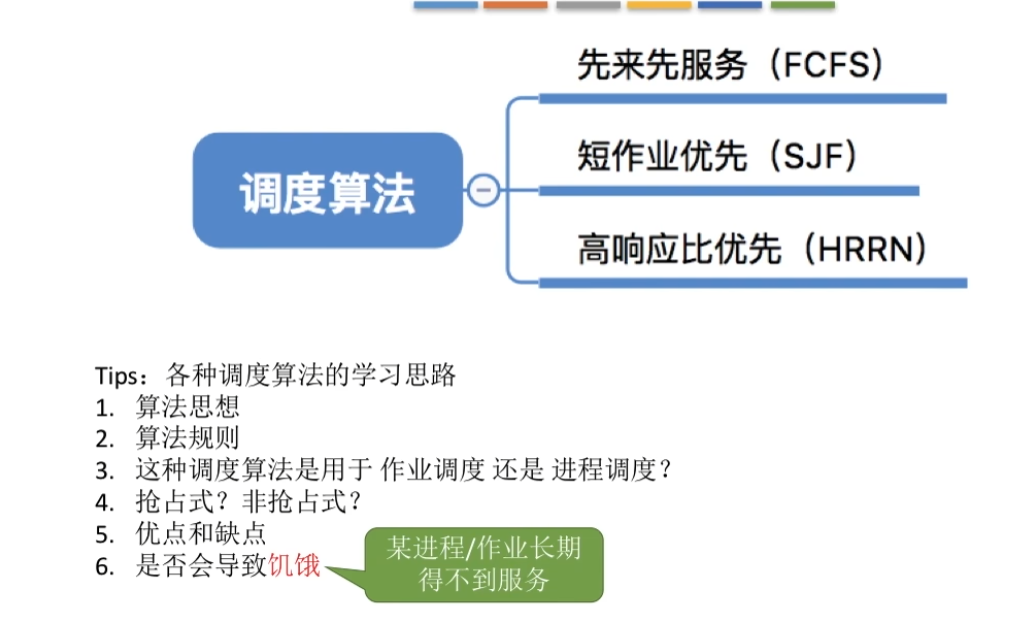 先来先服务（FCFS）
调度算法
短作业优先（SJF）
高响应比优先（HRRN）
Tips：各种调度算法的学习思路
1. 算法思想
2. 算法规则
3. 这种调度算法是用于 作业调度 还是 进程调度？
4. 抢占式？非抢占式？
5. 优点和缺点
6. 是否会导致饥饿
某进程/作业长期
得不到服务